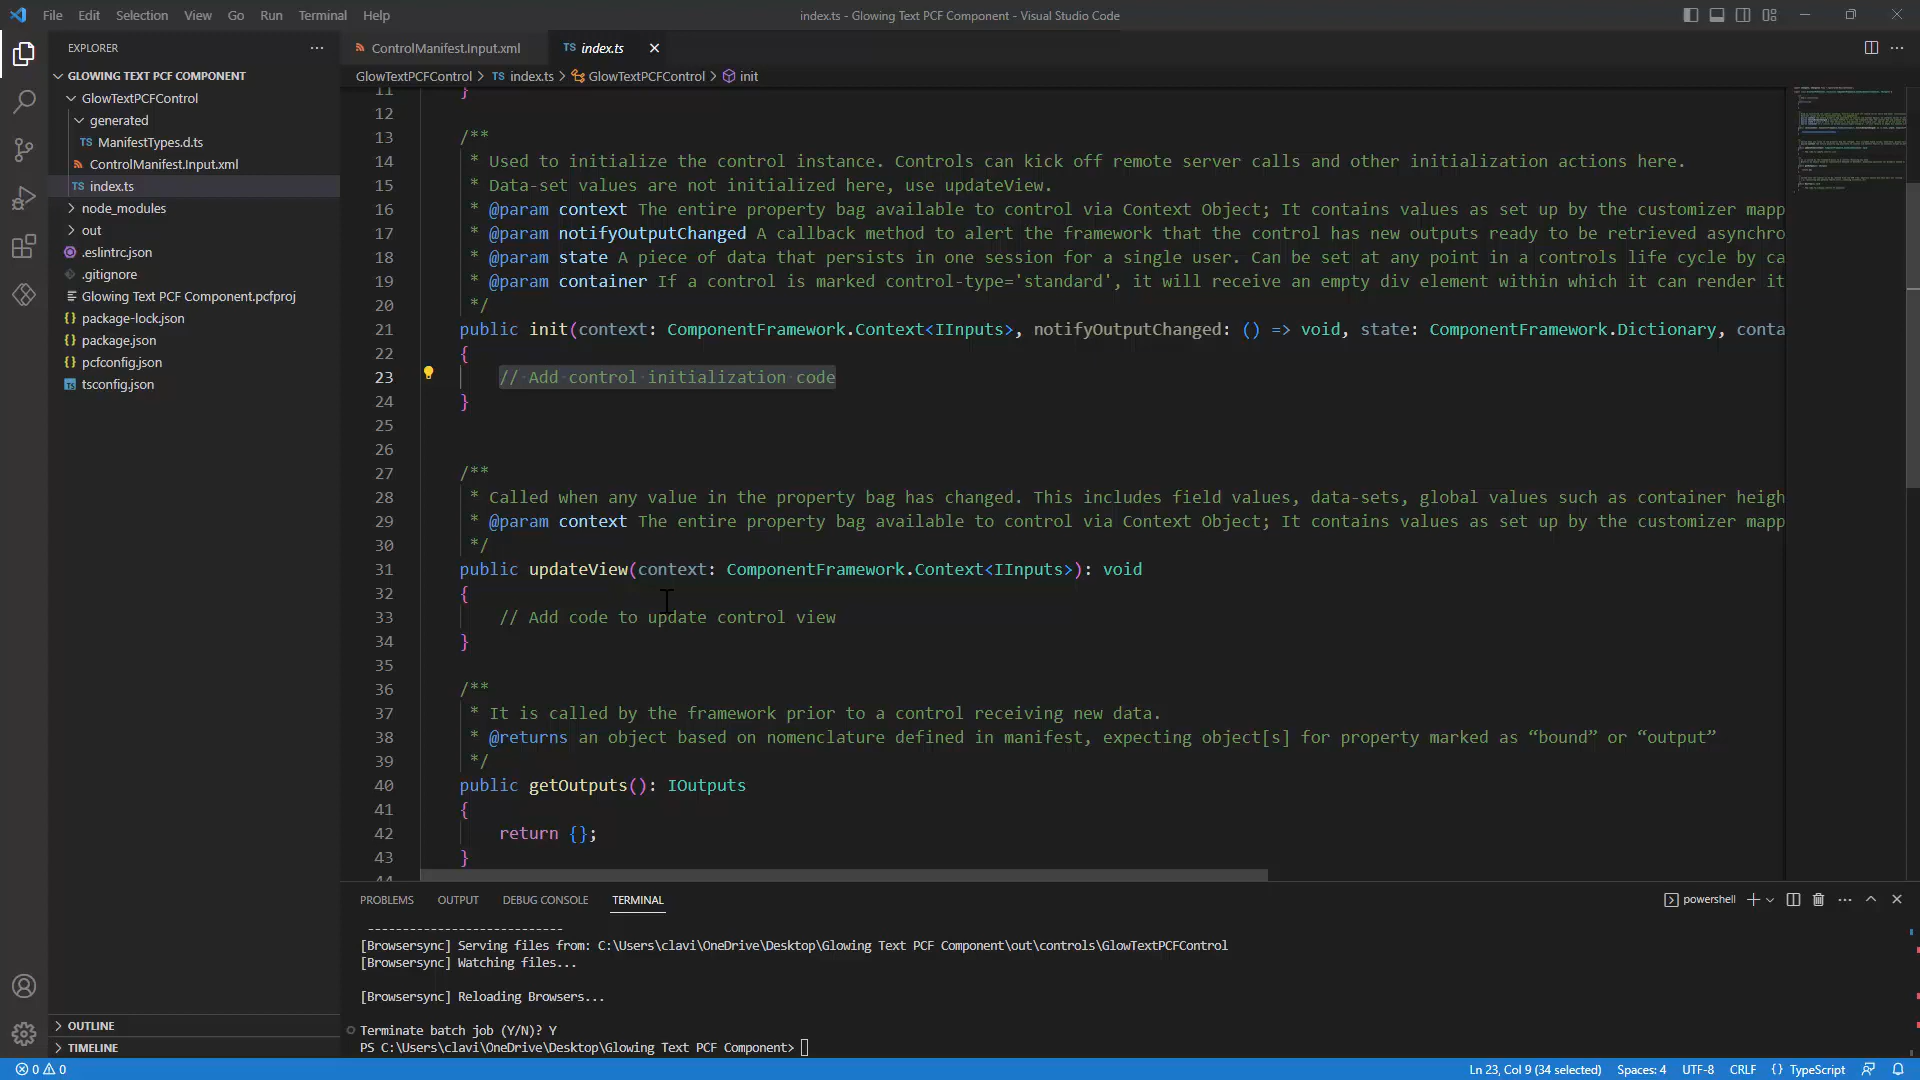 File Edit Selection View Go Run Terminal Help
index.ts - Glowing Text PCF Component - Visual Studio Code
EXPLORER
GLOWING TEXT PCF COMPONENT
GlowTextPCFControl
generated
TS ManifestTypes.d.ts
ControlManifest.Input.xml
TS index.ts
node_modules
out
.eslintrc.json
.gitignore
Glowing Text PCF Component.pcfproj
{} package-lock.json
{} package.json
{} pcfconfig.json
TS tsconfig.json
OUTLINE
TIMELINE
ControlManifest.Input.xml TS index.ts
GlowTextPCFControl > TS index.ts > GlowTextPCFControl > init
11 }
12
13 /**
14 * Used to initialize the control instance. Controls can kick off remote server calls and other initialization actions here.
15 * Data-set values are not initialized here, use updateView.
16 * @param context The entire property bag available to control via Context Object; It contains values as set up by the customizer mapp
17 * @param notifyOutputChanged A callback method to alert the framework that the control has new outputs ready to be retrieved asynchro
18 * @param state A piece of data that persists in one session for a single user. Can be set at any point in a controls life cycle by ca
19 * @param container If a control is marked control-type='standard', it will receive an empty div element within which it can render it
20 */
21 public init(context: ComponentFramework.Context<IInputs>, notifyOutputChanged: () => void, state: ComponentFramework.Dictionary, conta
22 {
23 // Add control initialization code
24 }
25
26
27 /**
28 * Called when any value in the property bag has changed. This includes field values, data-sets, global values such as container heigh
29 * @param context The entire property bag available to control via Context Object; It contains values as set up by the customizer mapp
30 */
31 public updateView(context: ComponentFramework.Context<IInputs>): void
32 {
33 // Add code to update control view
34 }
35
36 /**
37 * It is called by the framework prior to a control receiving new data.
38 * @returns an object based on nomenclature defined in manifest, expecting object[s] for property marked as “bound” or “output”
39 */
40 public getOutputs(): IOutputs
41 {
42 return {};
43 }
44
PROBLEMS OUTPUT DEBUG CONSOLE TERMINAL
powershell
----------------------------
[Browsersync] Serving files from: C:\Users\clavi\OneDrive\Desktop\Glowing Text PCF Component\out\controls\GlowTextPCFControl
[Browsersync] Watching files...
[Browsersync] Reloading Browsers...
Terminate batch job (Y/N)? Y
PS C:\Users\clavi\OneDrive\Desktop\Glowing Text PCF Component>
0 0
Ln 23, Col 9 (34 selected) Spaces: 4 UTF-8 CRLF {} TypeScript